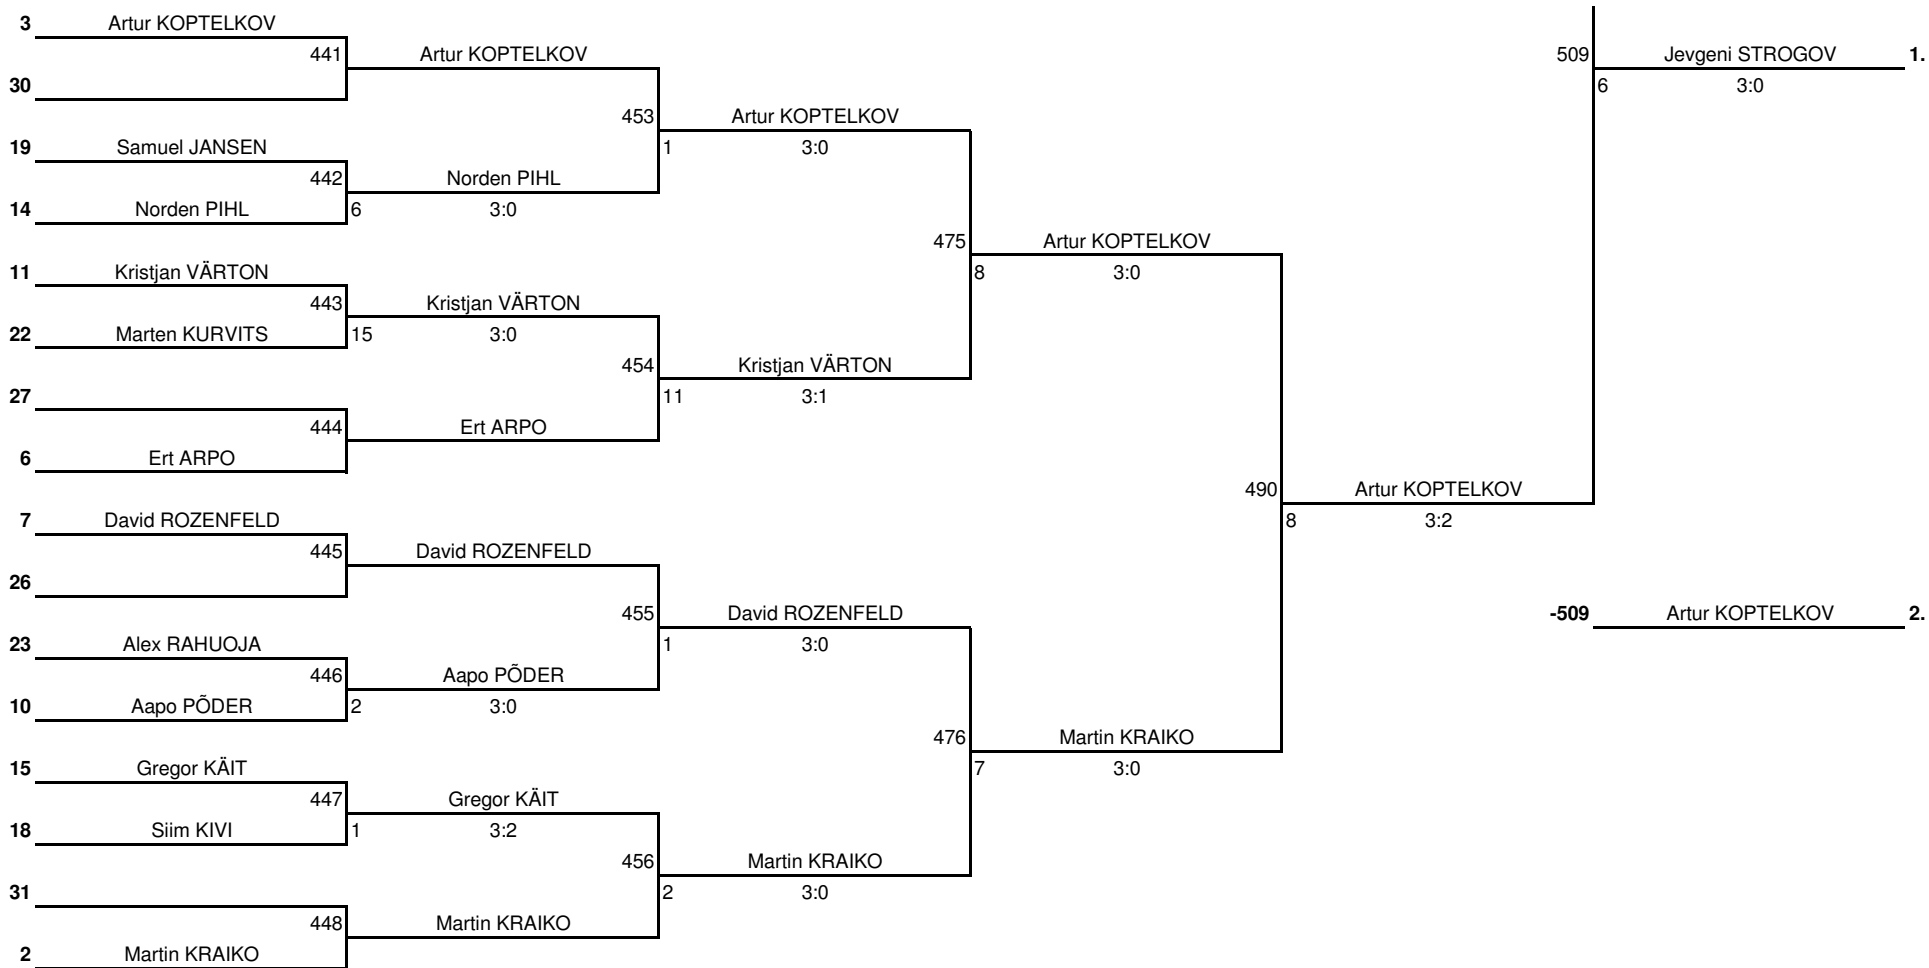 3 Artur KOPTELKOV
441 Artur KOPTELKOV 509 Jevgeni STROGOV 1.
30 6 3:0
453 Artur KOPTELKOV
19 Samuel JANSEN 1 3:0
442 Norden PIHL
14 Norden PIHL 6 3:0
475 Artur KOPTELKOV
11 Kristjan VÄRTON 8 3:0
443 Kristjan VÄRTON
22 Marten KURVITS 15 3:0
454 Kristjan VÄRTON
27 11 3:1
444 Ert ARPO
6 Ert ARPO
490 Artur KOPTELKOV
7 David ROZENFELD 8 3:2
445 David ROZENFELD
26
455 David ROZENFELD -509 Artur KOPTELKOV 2.
23 Alex RAHUOJA 1 3:0
446 Aapo PÕDER
10 Aapo PÕDER 2 3:0
476 Martin KRAIKO
15 Gregor KÄIT 7 3:0
447 Gregor KÄIT
18 Siim KIVI 1 3:2
456 Martin KRAIKO
31 2 3:0
448 Martin KRAIKO
2 Martin KRAIKO